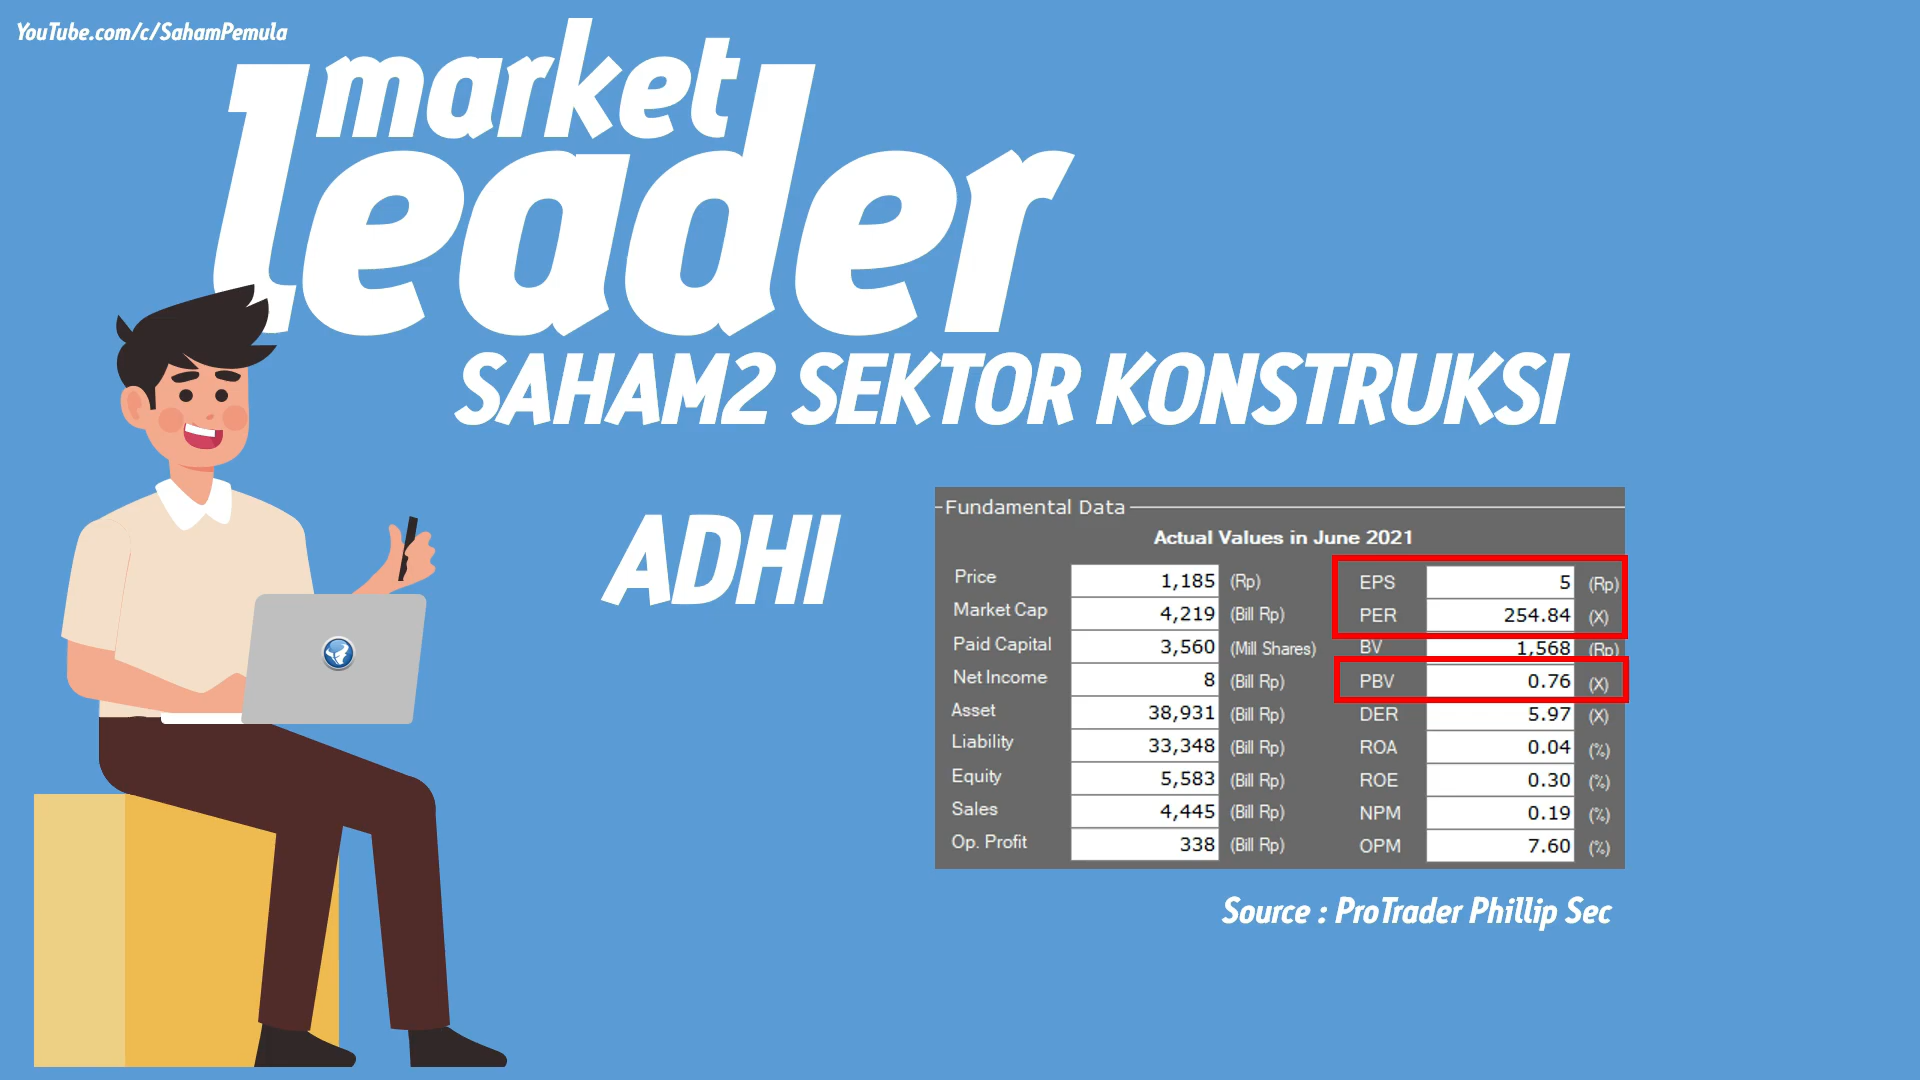 YouTube.com/c/SahamPemula
market
leader
SAHAM2 SEKTOR KONSTRUKSI
ADHI
Fundamental Data
Actual Values in June 2021
Price 1,185 (Rp) EPS 5 (Rp)
Market Cap 4,219 (Bill Rp) PER 254.84 (X)
Paid Capital 3,560 (Mill Shares) BV 1,568 (Rp)
Net Income 8 (Bill Rp) PBV 0.76 (X)
Asset 38,931 (Bill Rp) DER 5.97 (X)
Liability 33,348 (Bill Rp) ROA 0.04 (%)
Equity 5,583 (Bill Rp) ROE 0.30 (%)
Sales 4,445 (Bill Rp) NPM 0.19 (%)
Op. Profit 338 (Bill Rp) OPM 7.60 (%)
Source : ProTrader Phillip Sec